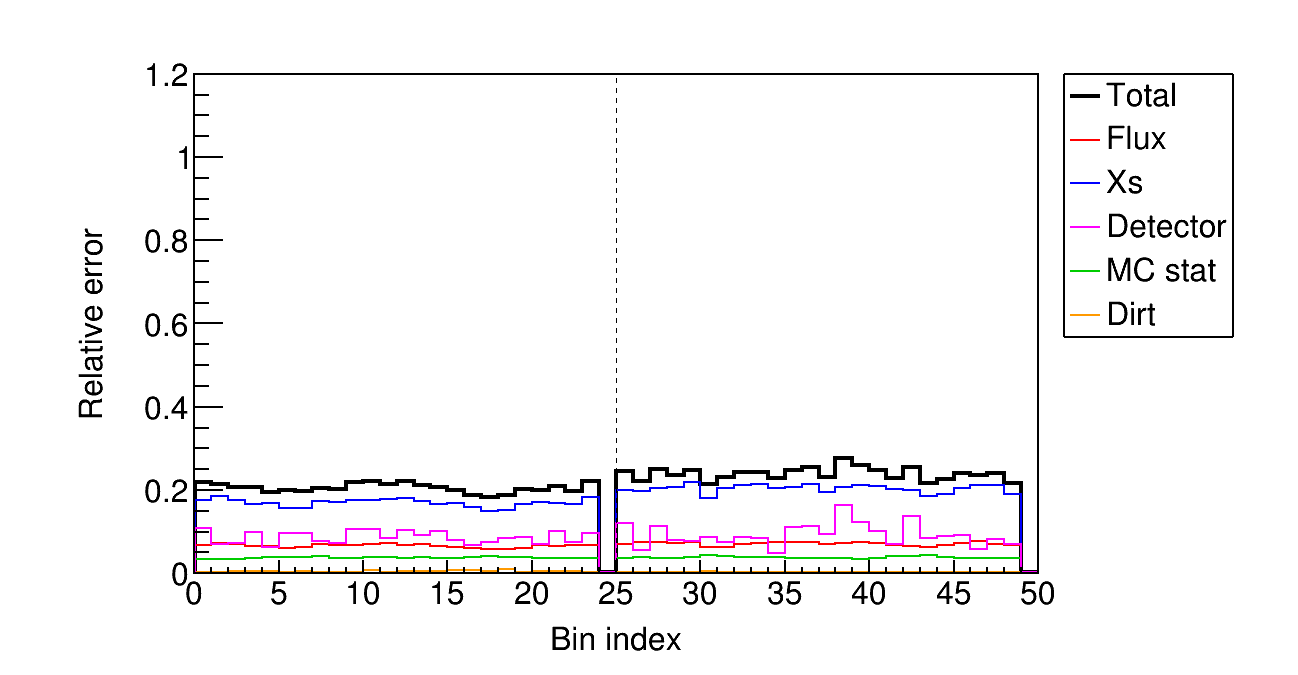 1.2
1
0.8
0.6
0.4
0.2
0
Relative error
0 5 10 15 20 25 30 35 40 45 50
Bin index
Total
Flux
Xs
Detector
MC stat
Dirt